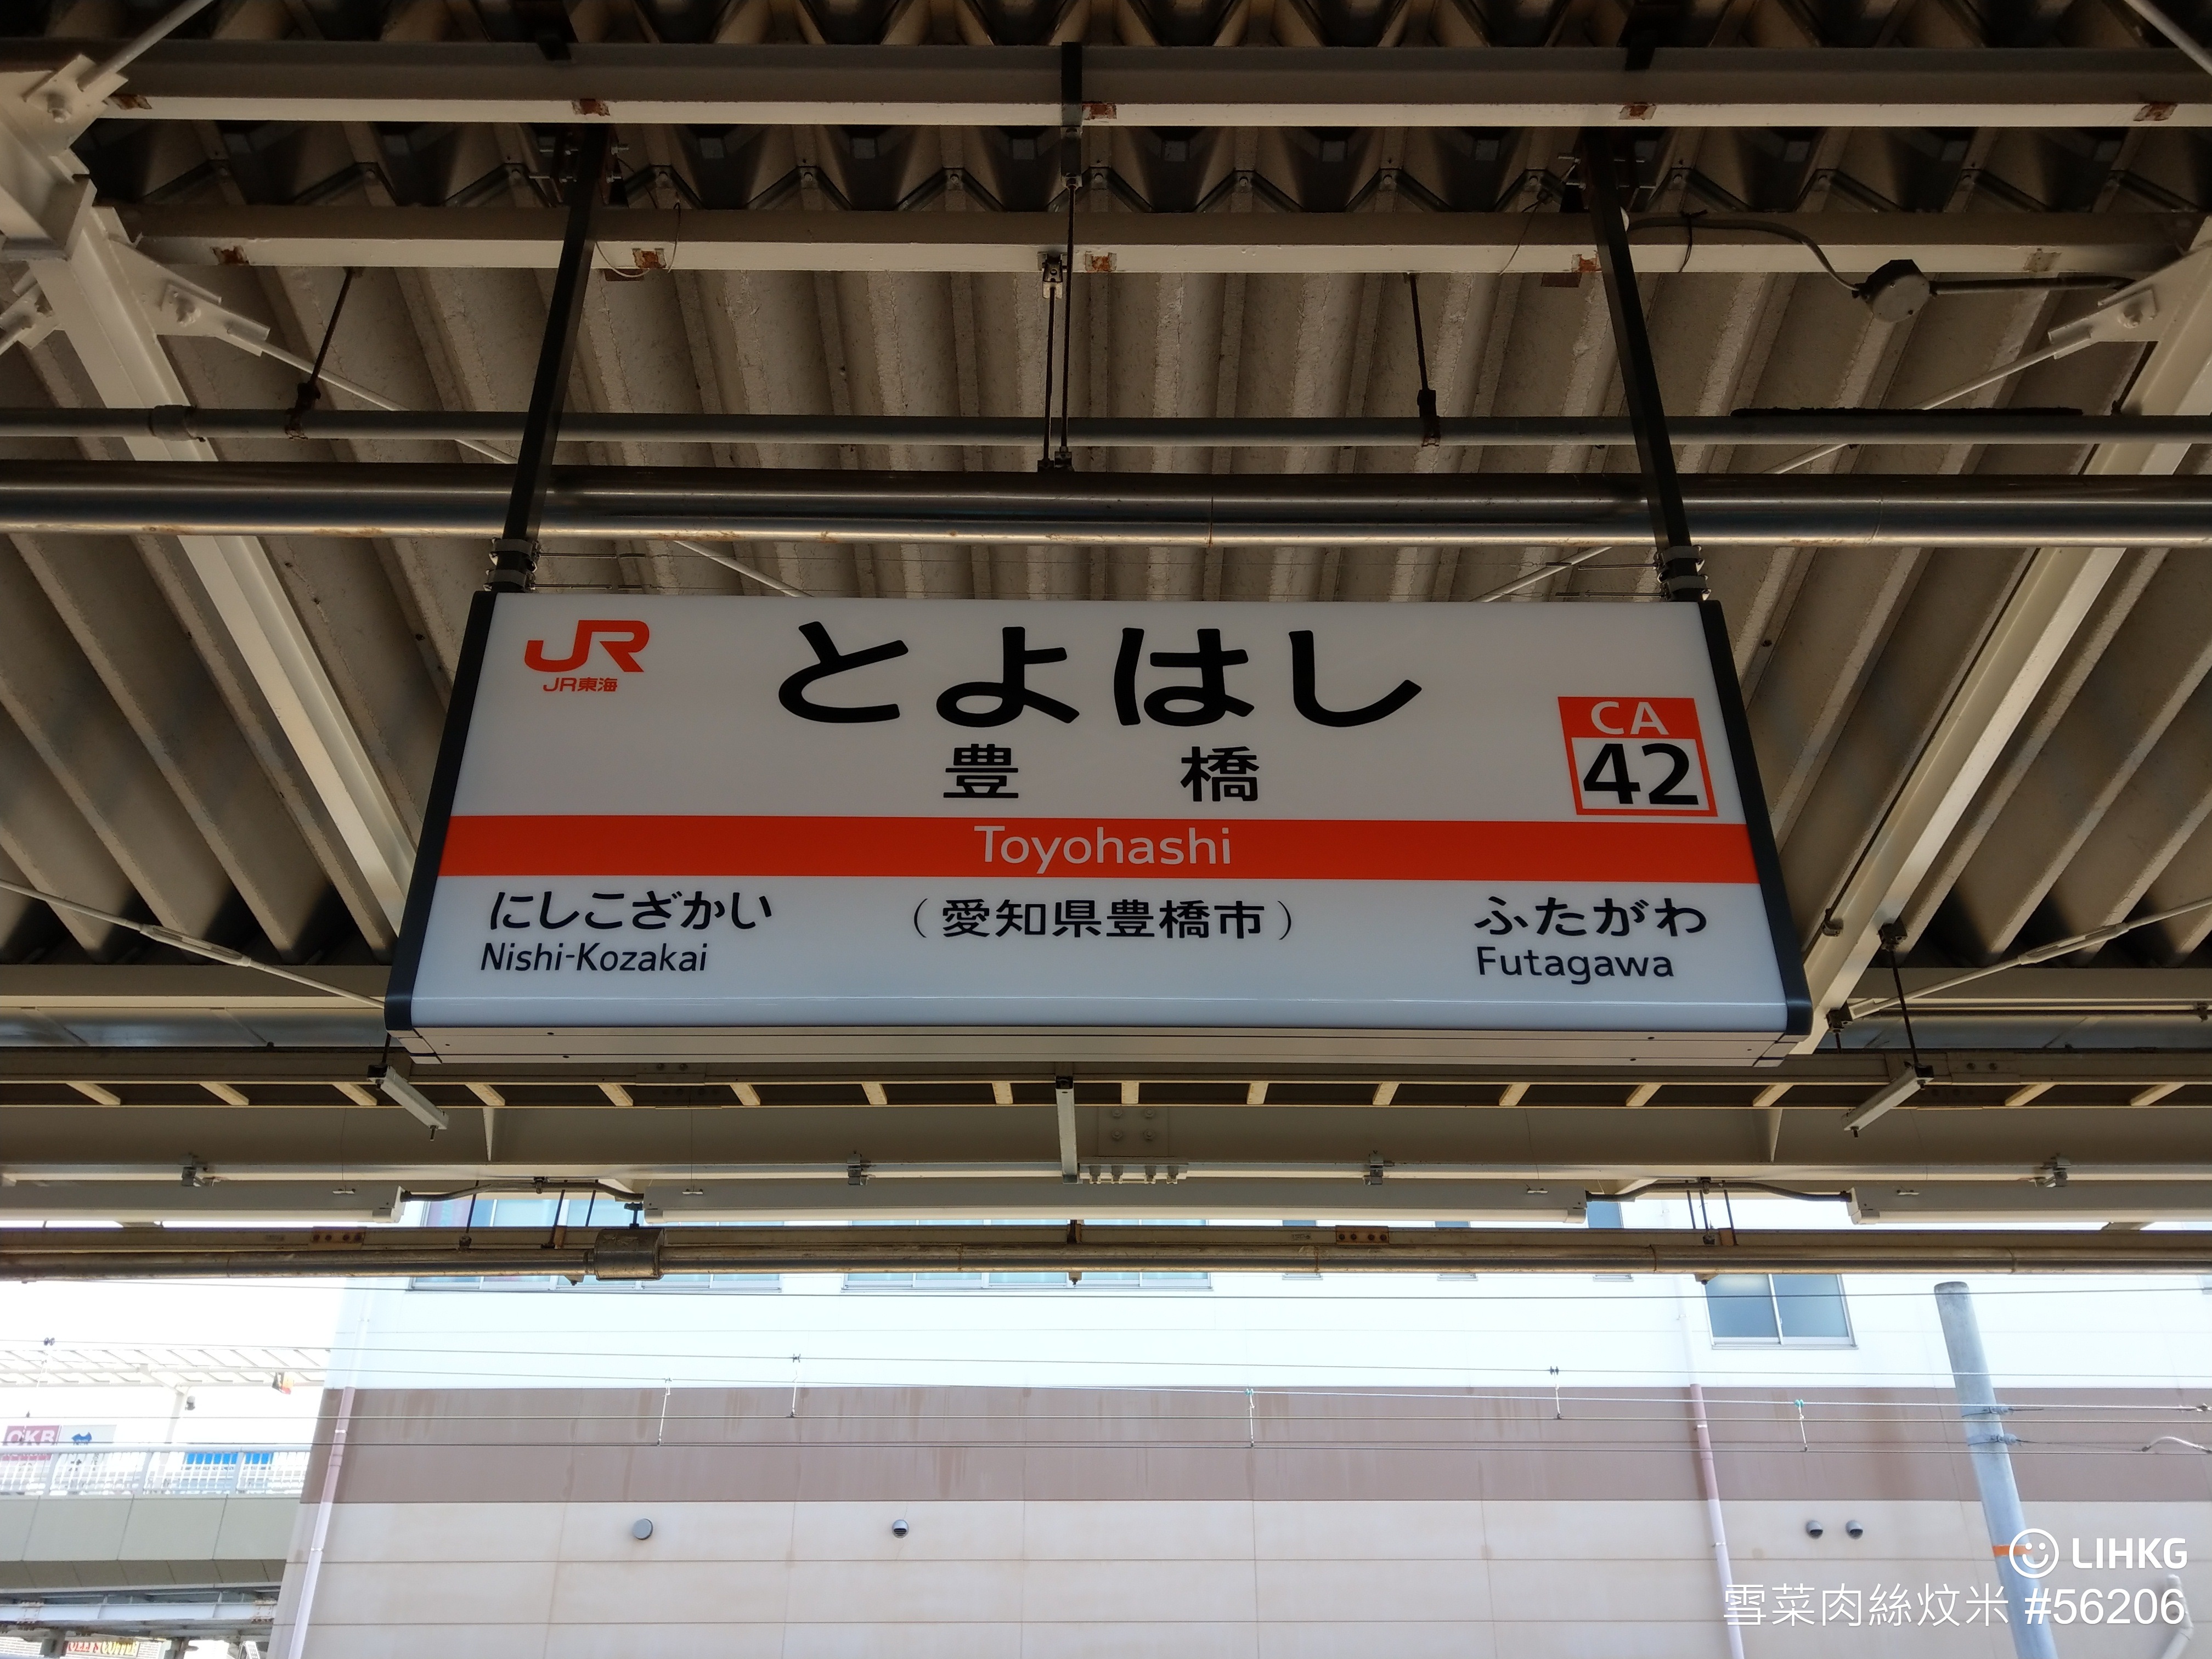 JR
JR東海
とよはし
豊橋
CA
42
Toyohashi
にしこざかい
Nishi-Kozakai
(愛知県豊橋市)
ふたがわ
Futagawa
OKB
LIHKG
雪菜肉絲炆米 #56206